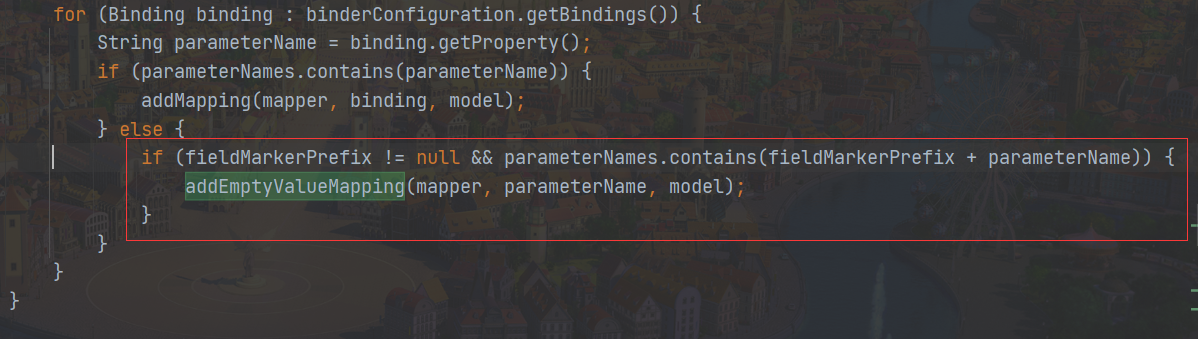 for (Binding binding : binderConfiguration.getBindings()) {
String parameterName = binding.getProperty();
if (parameterNames.contains(parameterName)) {
addMapping(mapper, binding, model);
} else {
if (fieldMarkerPrefix != null && parameterNames.contains(fieldMarkerPrefix + parameterName)) {
addEmptyValueMapping(mapper, parameterName, model);
}
}
}
}